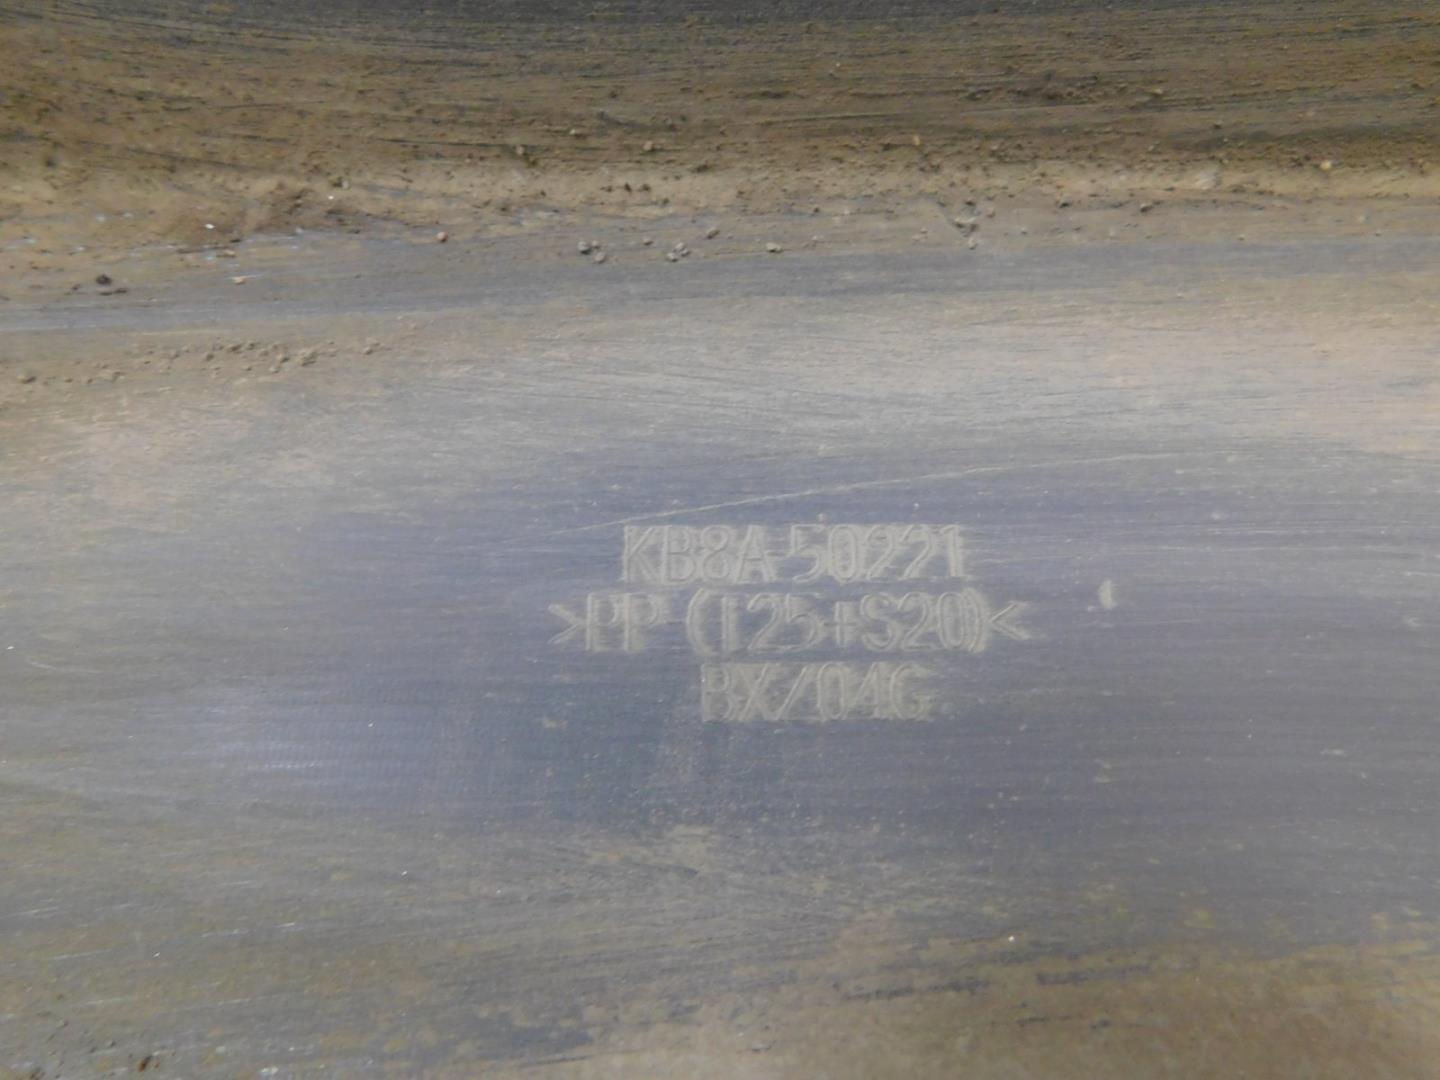 KB8A-50221
>PP-(T25+S20)<
BX/04G